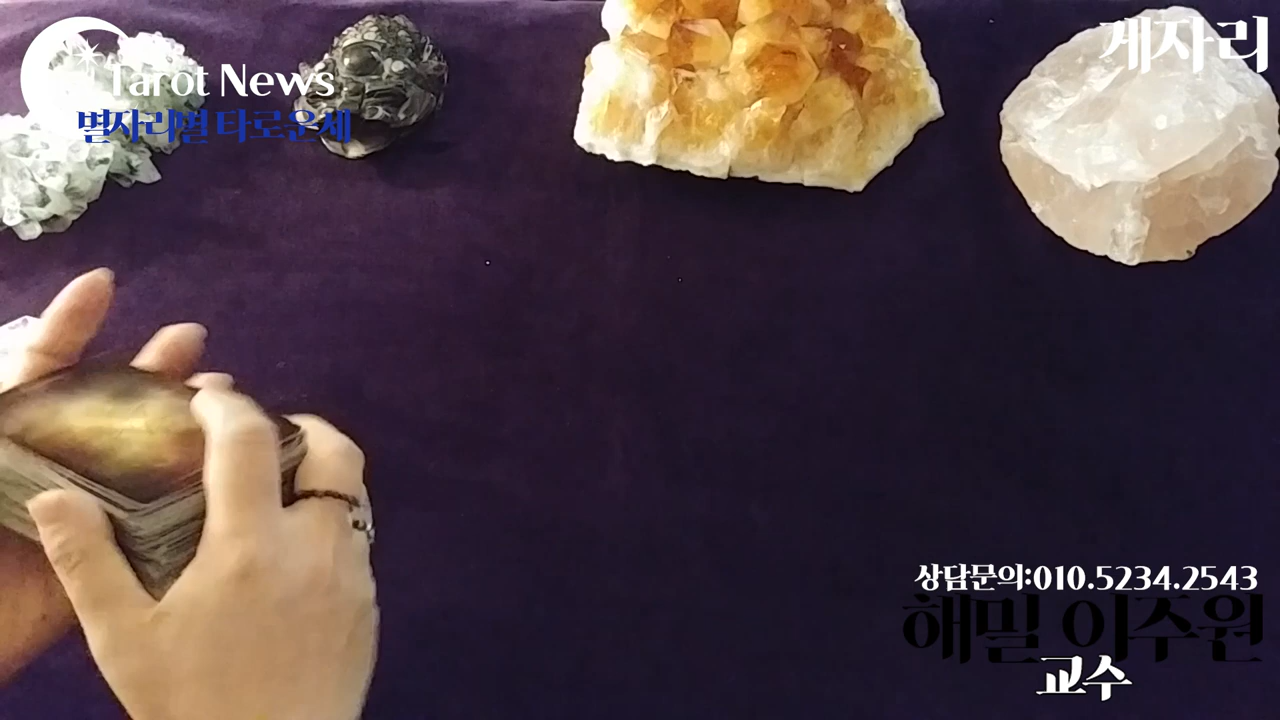 게자리
Tarot News
별자리별 타로운세
상담문의:010.5234.2543
해밀 이주원
교수